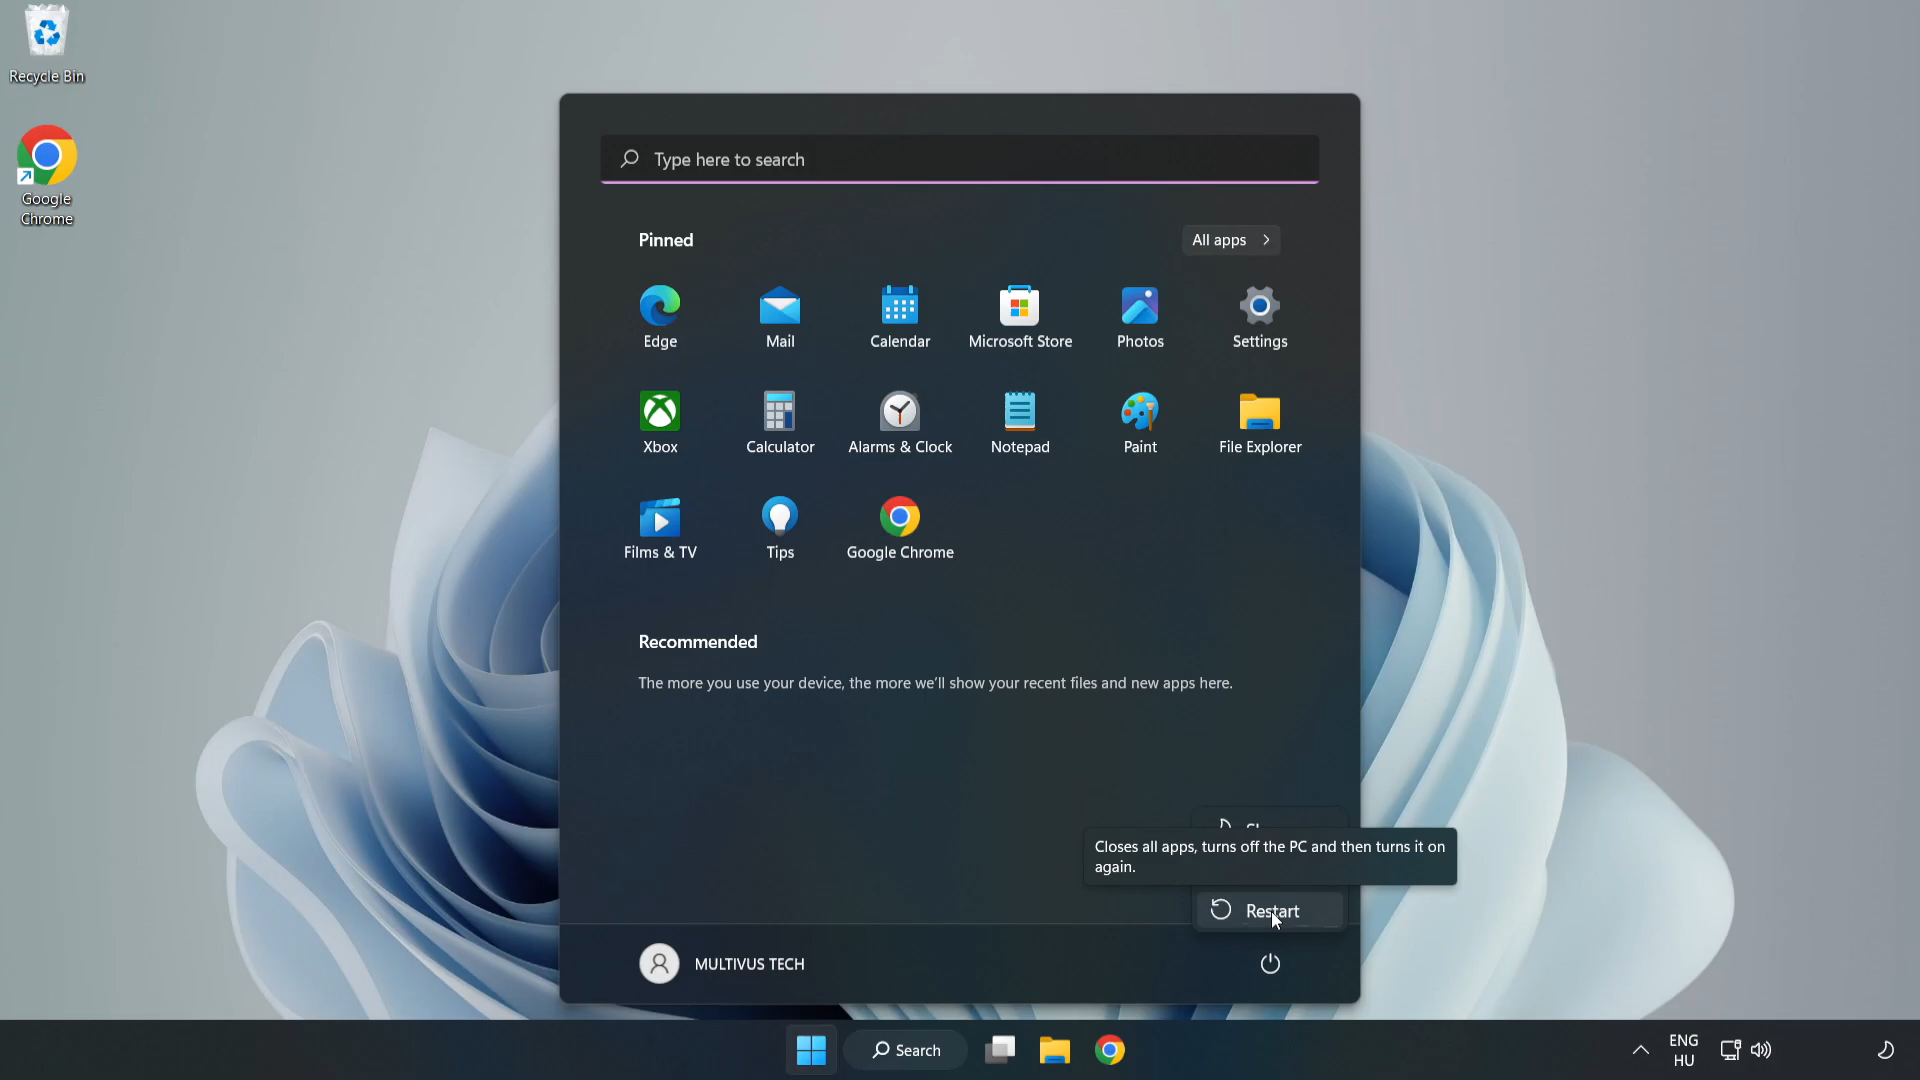 Recycle Bin
Google
Chrome
Type here to search
Pinned
All apps
Edge
Mail
Calendar
Microsoft Store
Photos
Settings
Xbox
Calculator
Alarms & Clock
Notepad
Paint
File Explorer
Films & TV
Tips
Google Chrome
Recommended
The more you use your device, the more we'll show your recent files and new apps here.
Closes all apps, turns off the PC and then turns it on
again.
Restart
MULTIVUS TECH
Search
ENG
HU